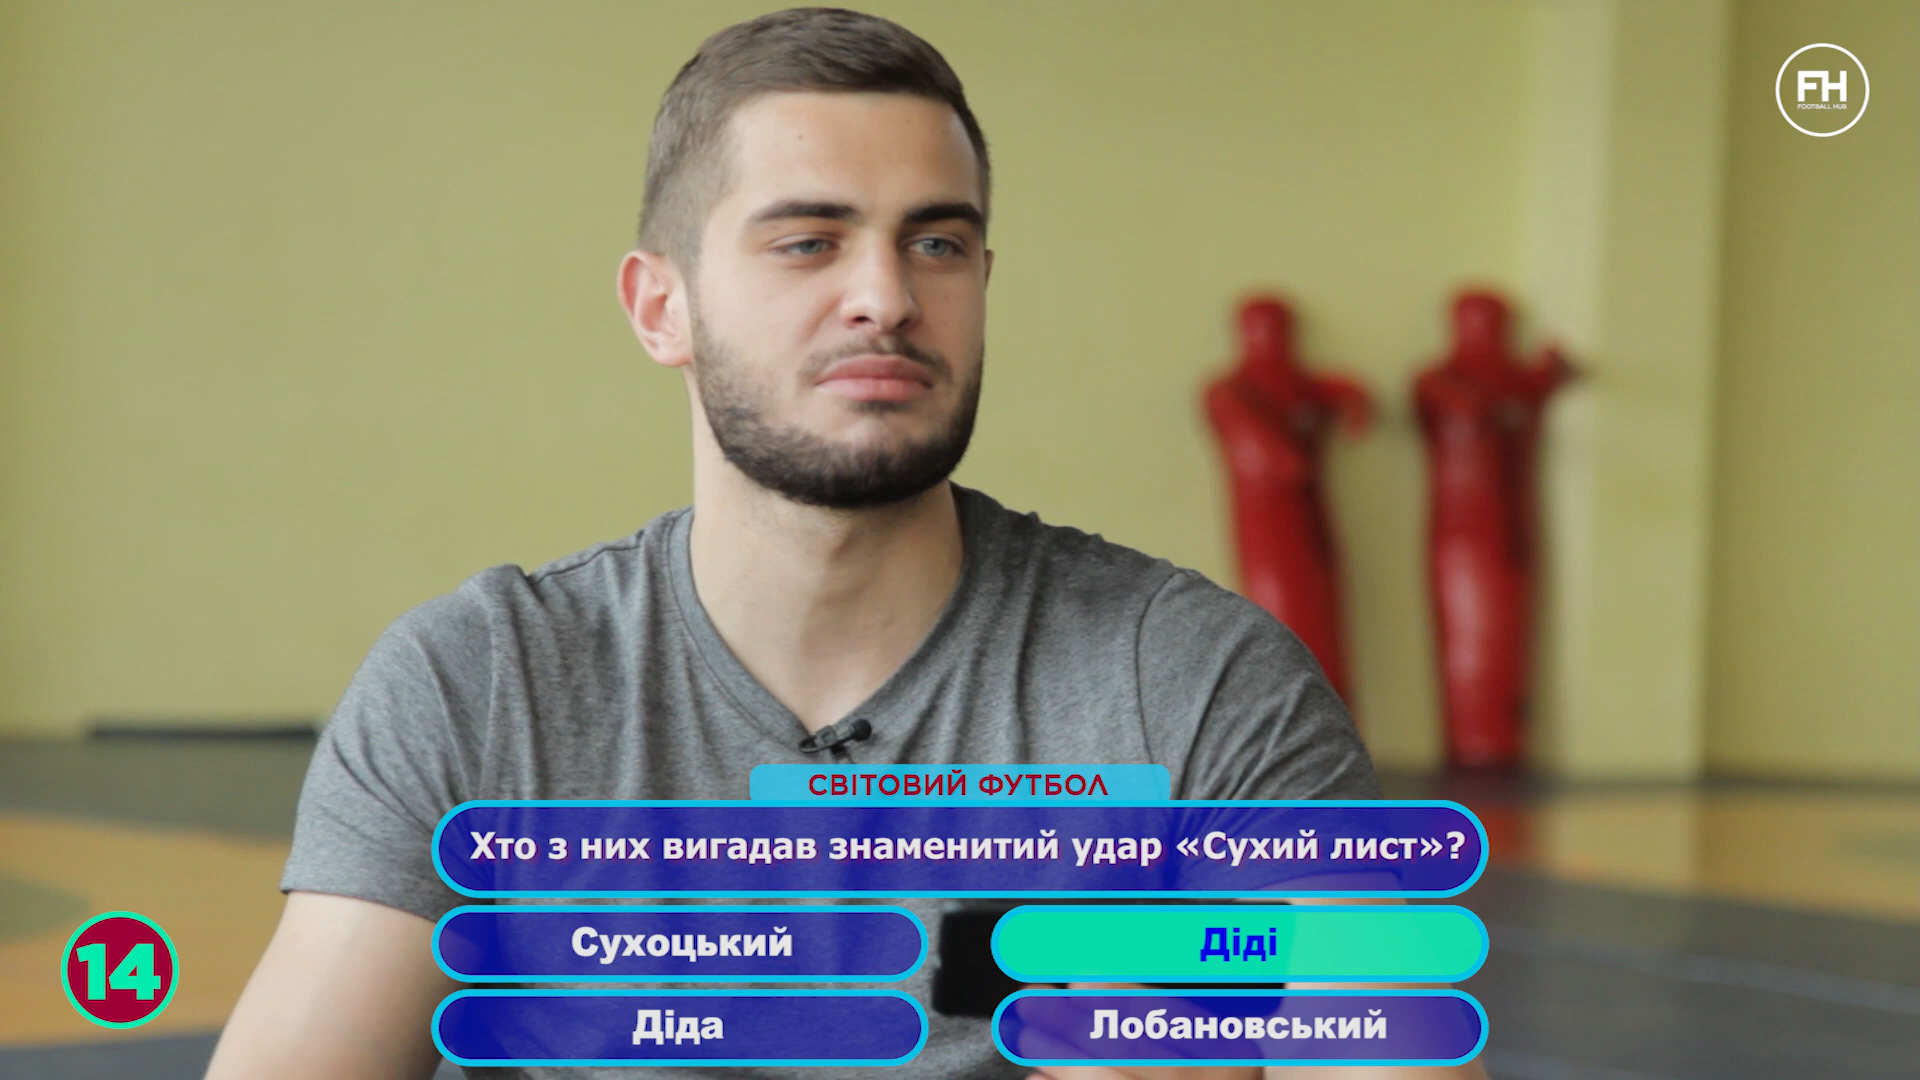 FH
FOOTBALL HUB
СВІТОВИЙ ФУТБОЛ
Хто з них вигадав знаменитий удар «Сухий лист»?
Сухоцький
Діді
14
Діда
Лобановський